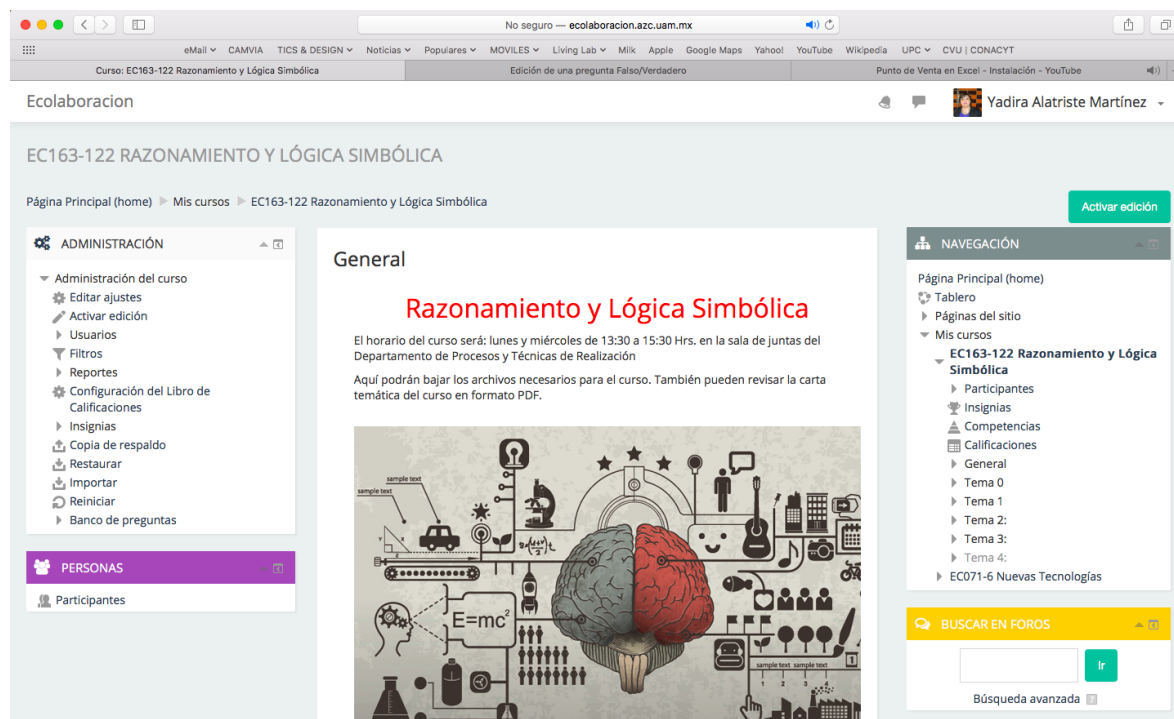 No seguro — ecolaboracion.azc.uam.mx
eMail CAMVIA TICS & DESIGN Noticias Populares MOVILES Living Lab Milk Apple Google Maps Yahoo! YouTube Wikipedia UPC CVU | CONACYT
Curso: EC163-122 Razonamiento y Lógica Simbólica
Edición de una pregunta Falso/Verdadero
Punto de Venta en Excel - Instalación - YouTube
Ecolaboracion
Yadira Alatriste Martínez
EC163-122 RAZONAMIENTO Y LÓGICA SIMBÓLICA
Página Principal (home) Mis cursos EC163-122 Razonamiento y Lógica Simbólica
Activar edición
ADMINISTRACIÓN
Administración del curso
Editar ajustes
Activar edición
Usuarios
Filtros
Reportes
Configuración del Libro de
Calificaciones
Insignias
Copia de respaldo
Restaurar
Importar
Reiniciar
Banco de preguntas
PERSONAS
Participantes
General
Razonamiento y Lógica Simbólica
El horario del curso será: lunes y miércoles de 13:30 a 15:30 Hrs. en la sala de juntas del
Departamento de Procesos y Técnicas de Realización
Aquí podrán bajar los archivos necesarios para el curso. También pueden revisar la carta
temática del curso en formato PDF.
sample text
sample text
E=mc²
sample text sample text
1 2 3 4
1
NAVEGACIÓN
Página Principal (home)
Tablero
Páginas del sitio
Mis cursos
EC163-122 Razonamiento y Lógica
Simbólica
Participantes
Insignias
Competencias
Calificaciones
General
Tema 0
Tema 1
Tema 2:
Tema 3:
Tema 4:
EC071-6 Nuevas Tecnologías
BUSCAR EN FOROS
Ir
Búsqueda avanzada